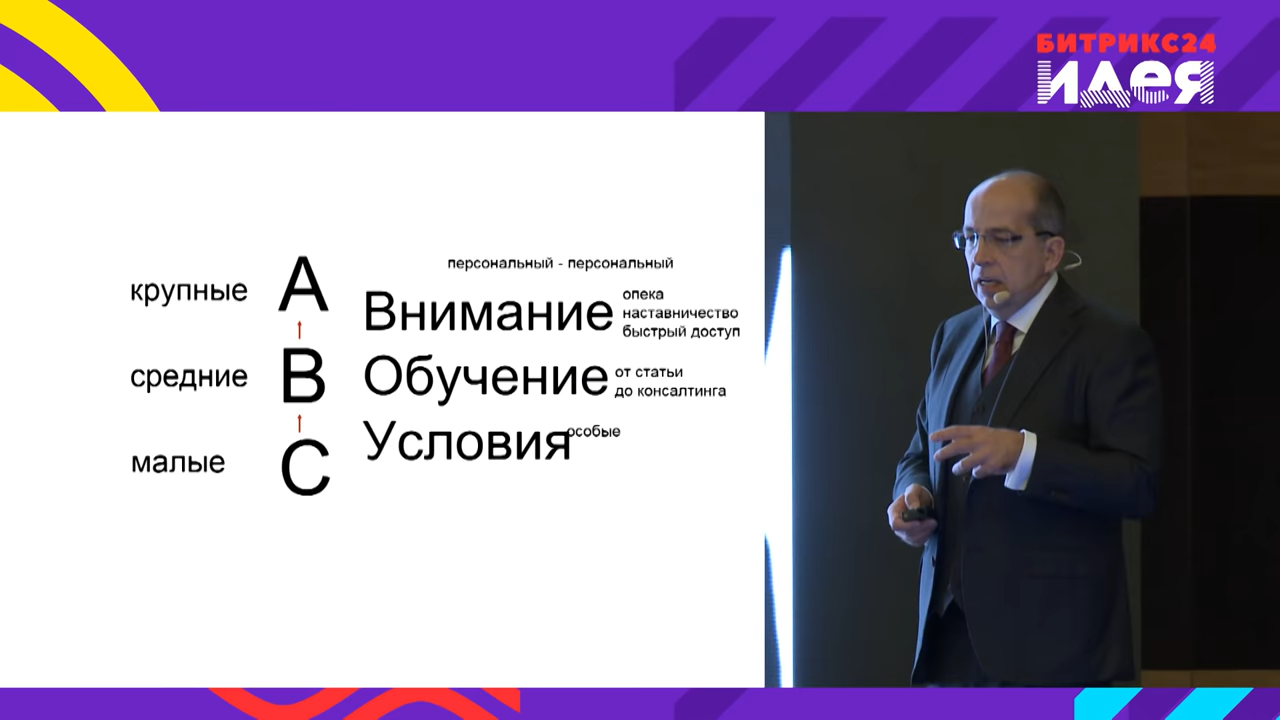 БИТРИКС24
идея
крупные
A
средние
B
малые
C
персональный - персональный
Внимание
опека
наставничество
быстрый доступ
Обучение
от статьи
до консалтинга
Условия
особые